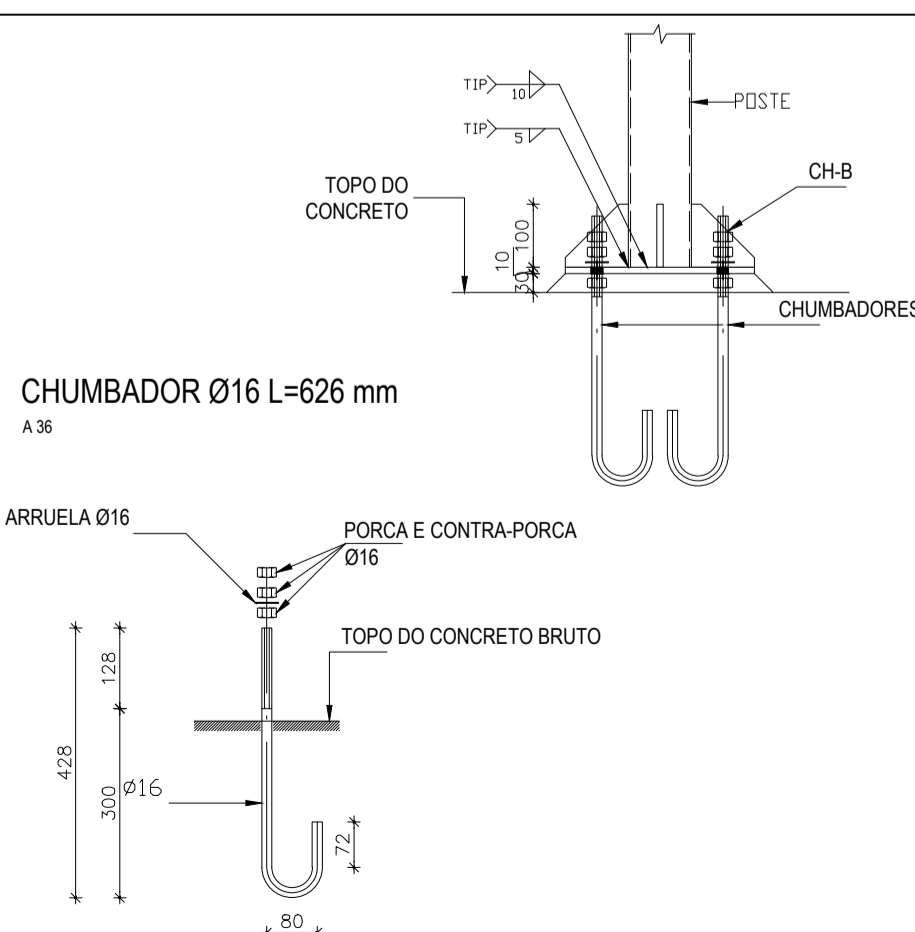 TIP
10
TIP
5
POSTE
CH-B
TOPO DO
CONCRETO
100
10
30
CHUMBADORES
CHUMBADOR Ø16 L=626 mm
A 36
ARRUELA Ø16
PORCA E CONTRA-PORCA
Ø16
TOPO DO CONCRETO BRUTO
128
428
300
Ø16
72
80